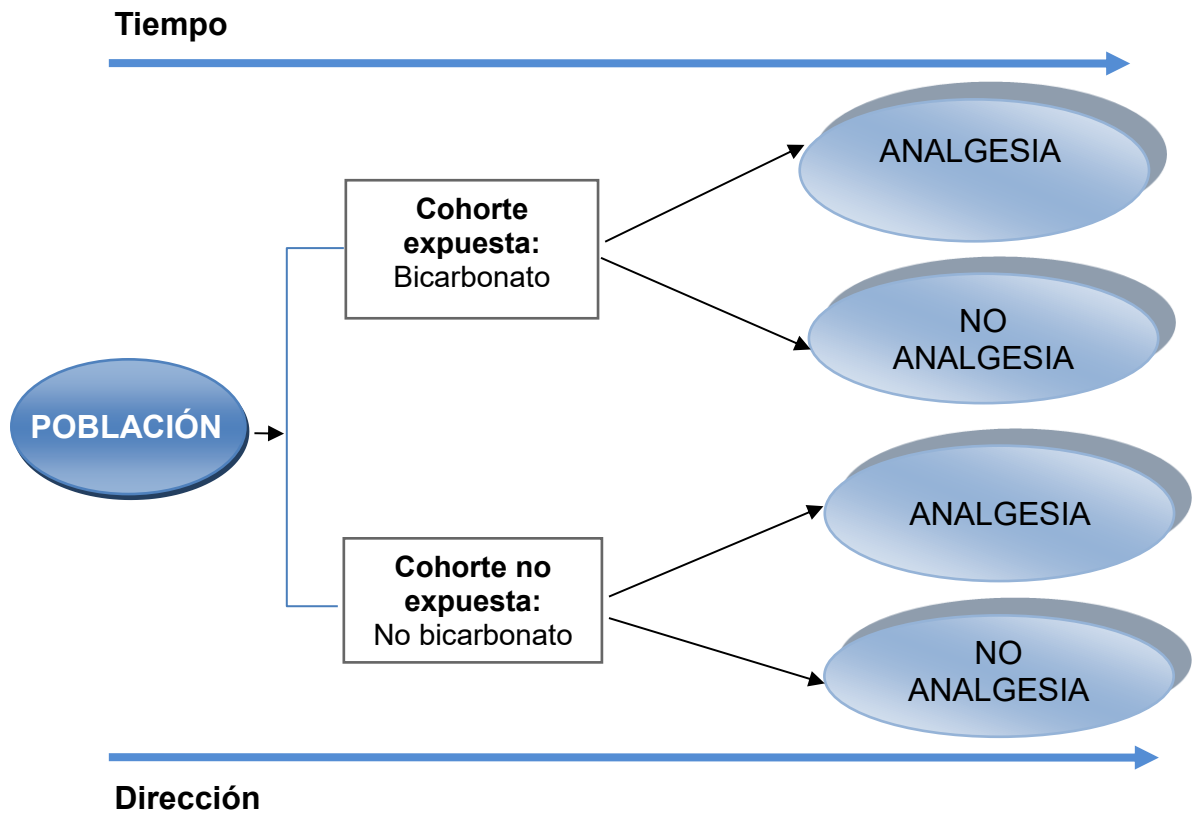 Tiempo
ANALGESIA
Cohorte
expuesta:
Bicarbonato
NO
ANALGESIA
POBLACIÓN
ANALGESIA
Cohorte no
expuesta:
No bicarbonato
NO
ANALGESIA
Dirección